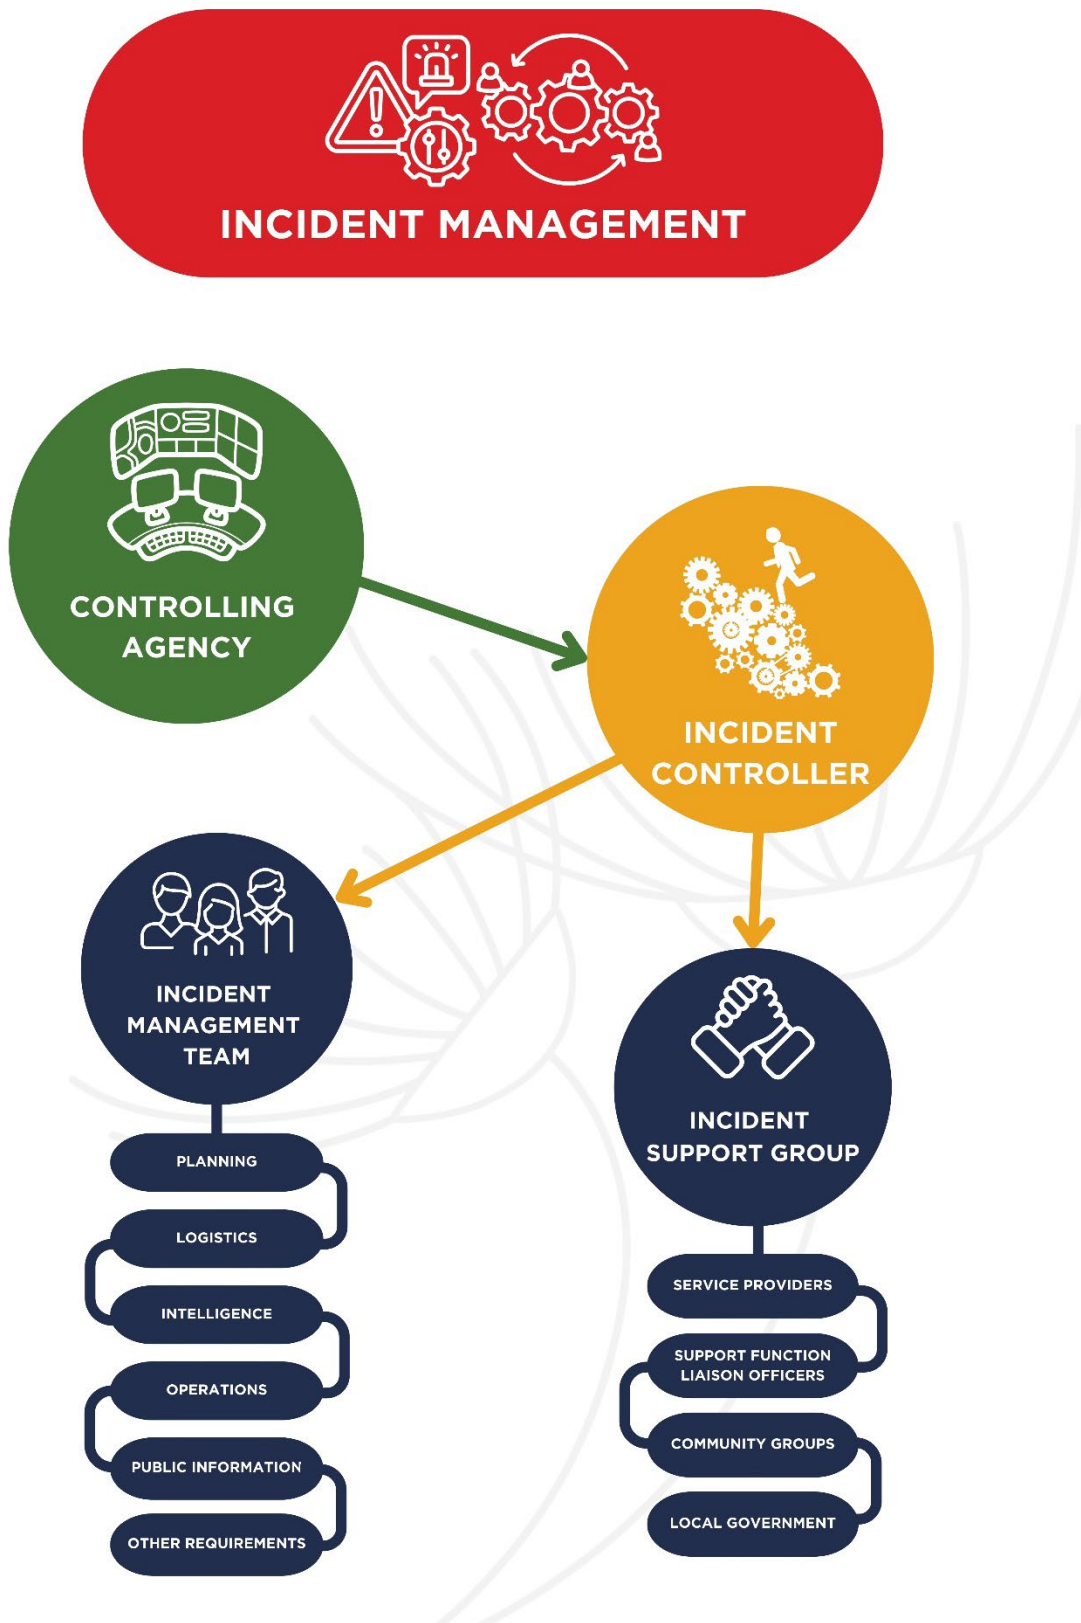 INCIDENT MANAGEMENT
CONTROLLING
AGENCY
INCIDENT
CONTROLLER
INCIDENT
MANAGEMENT
TEAM
PLANNING
LOGISTICS
INTELLIGENCE
OPERATIONS
PUBLIC INFORMATION
OTHER REQUIREMENTS
INCIDENT
SUPPORT GROUP
SERVICE PROVIDERS
SUPPORT FUNCTION
LIAISON OFFICERS
COMMUNITY GROUPS
LOCAL GOVERNMENT